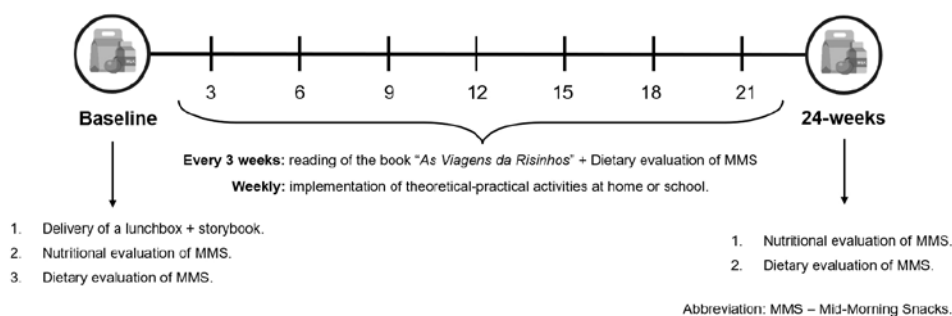 3 6 9 12 15 18 21
Baseline
24-weeks
Every 3 weeks: reading of the book "As Viagens da Risinhos" + Dietary evaluation of MMS
Weekly: implementation of theoretical-practical activities at home or school.
1. Delivery of a lunchbox + storybook.
2. Nutritional evaluation of MMS.
3. Dietary evaluation of MMS.
1. Nutritional evaluation of MMS.
2. Dietary evaluation of MMS.
Abbreviation: MMS – Mid-Morning Snacks.